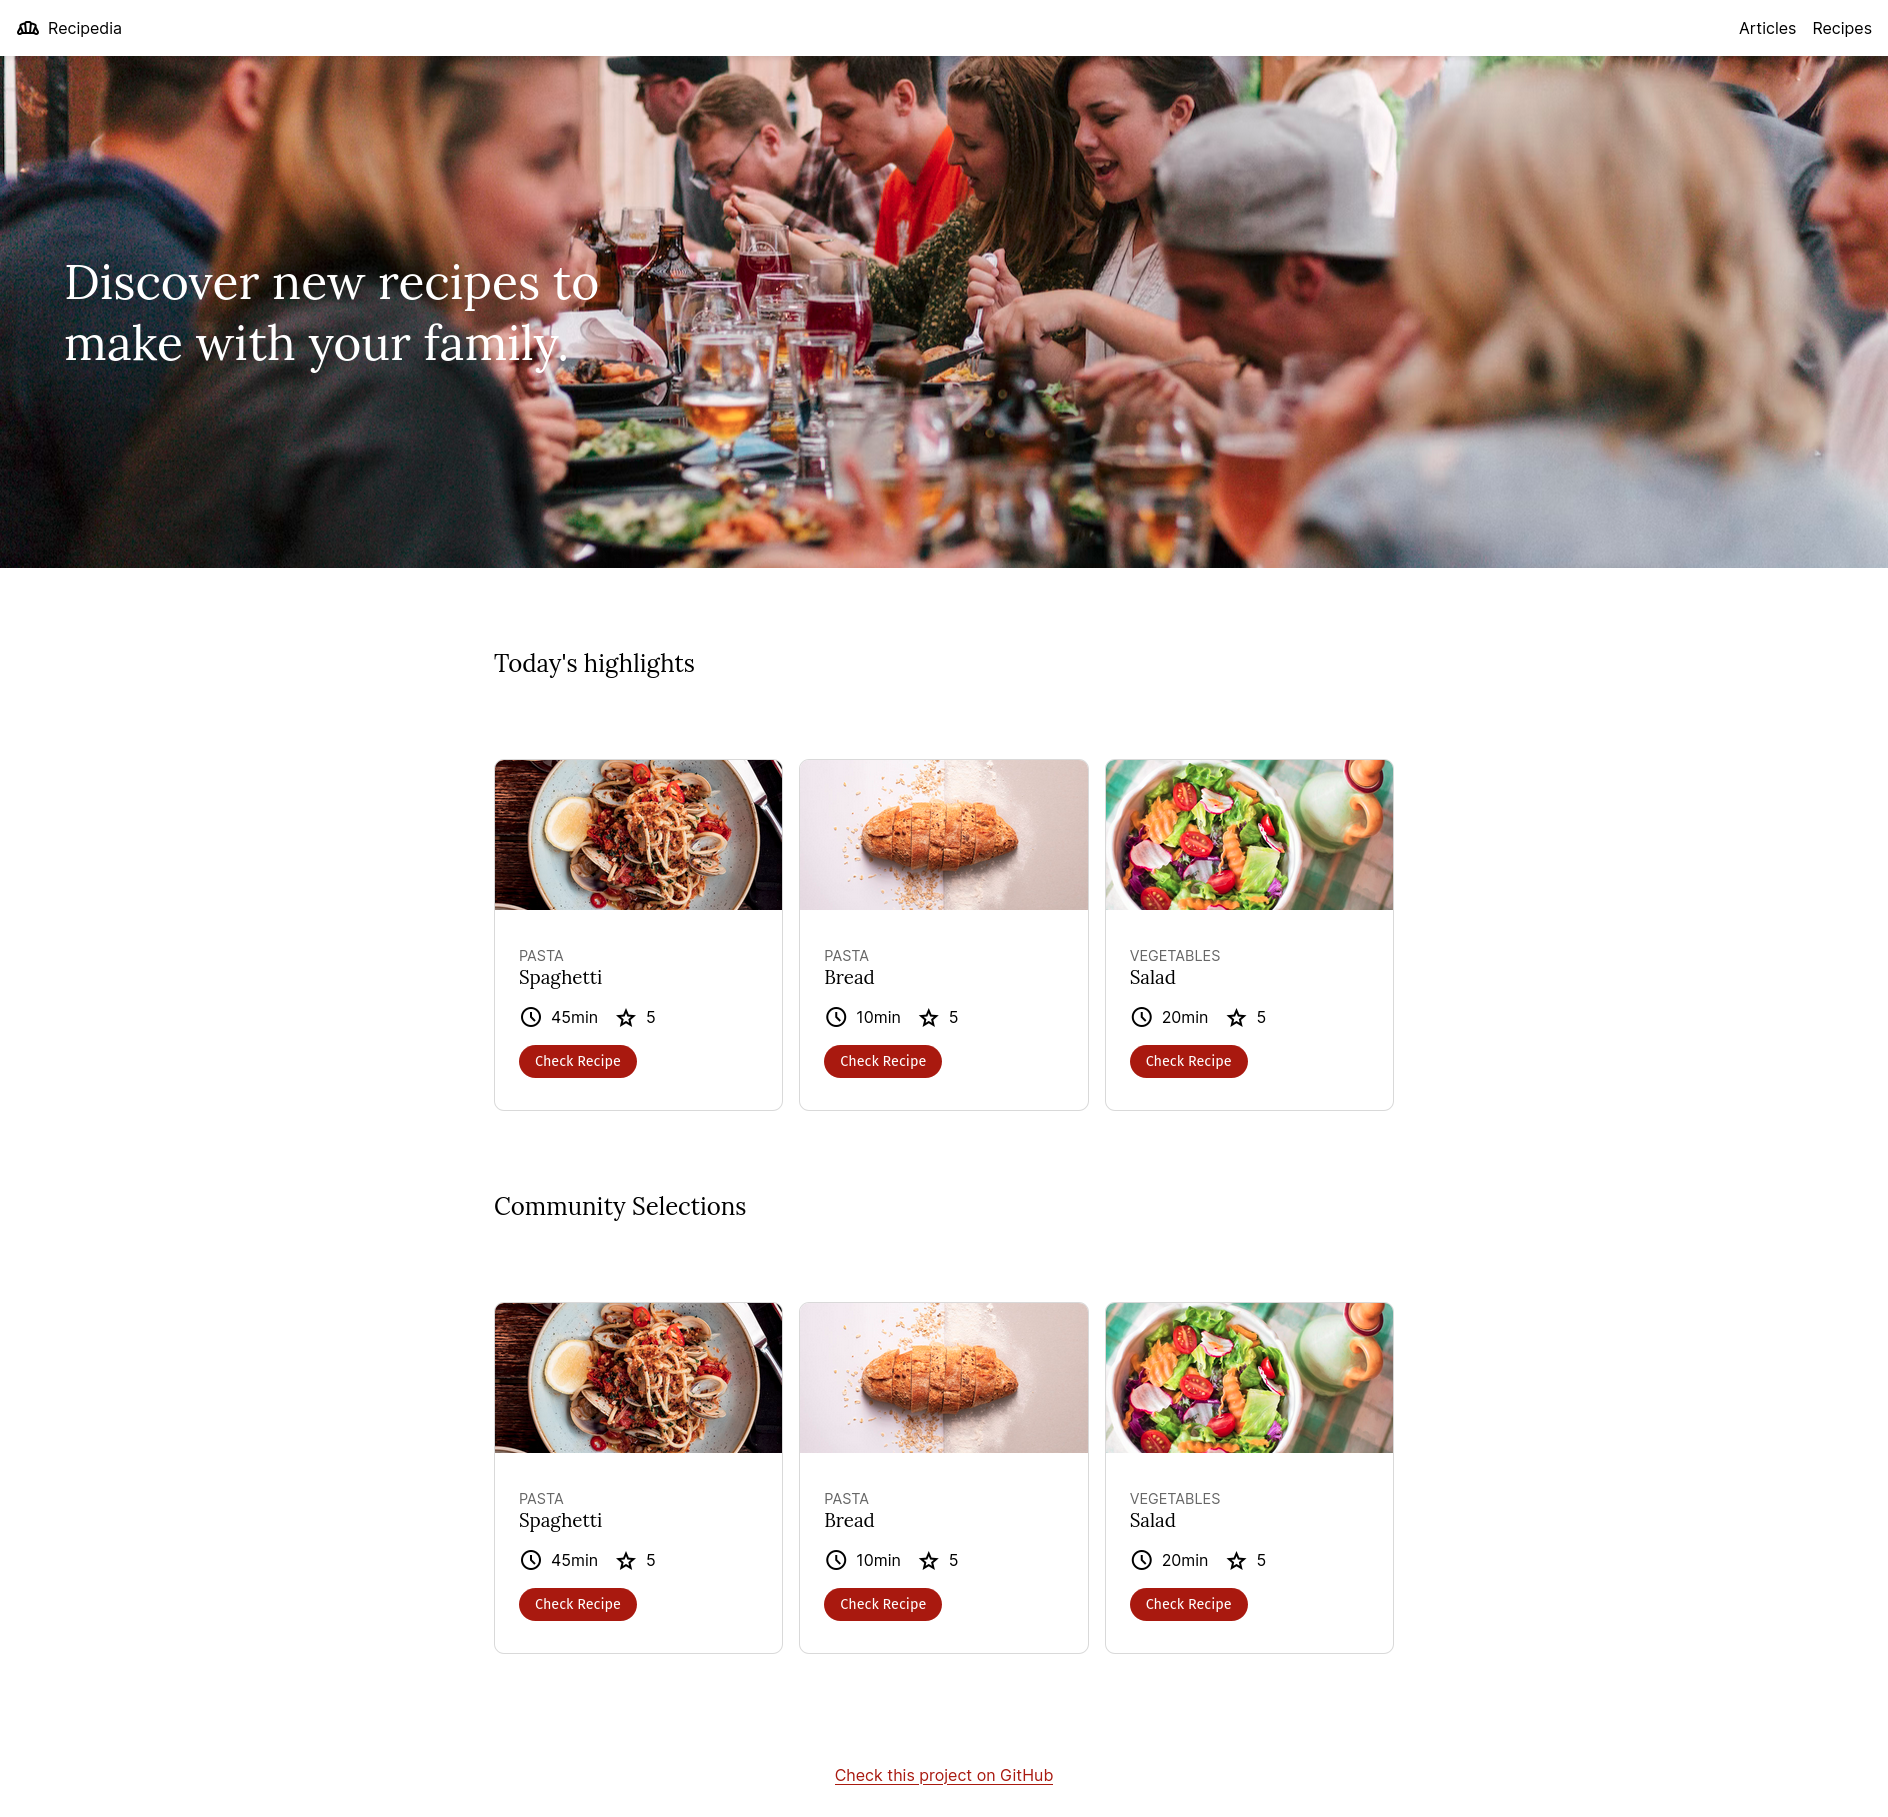 Recipedia
Articles Recipes
Discover new recipes to
make with your family.
Today's highlights
PASTA
Spaghetti
45min 5
Check Recipe
PASTA
Bread
10min 5
Check Recipe
VEGETABLES
Salad
20min 5
Check Recipe
Community Selections
PASTA
Spaghetti
45min 5
Check Recipe
PASTA
Bread
10min 5
Check Recipe
VEGETABLES
Salad
20min 5
Check Recipe
Check this project on GitHub